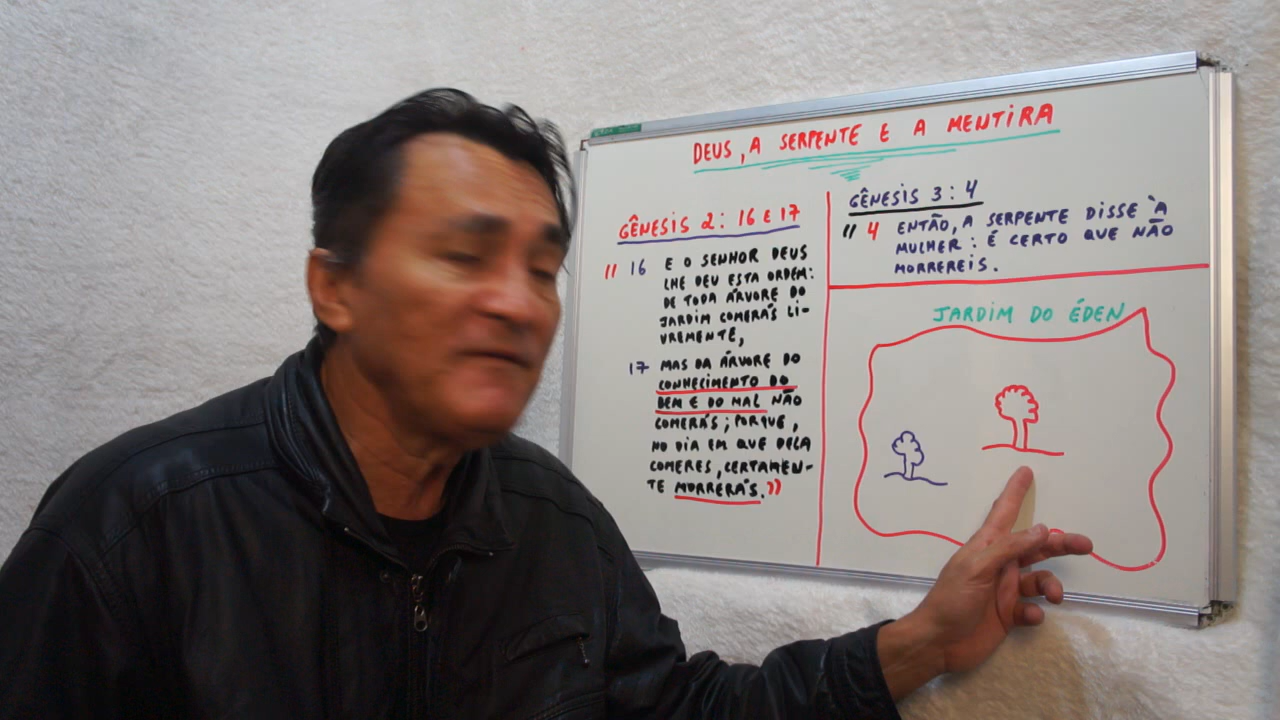 DEUS, A SERPENTE E A MENTIRA
GÊNESIS 2: 16 E 17
" 16 E O SENHOR DEUS
LHE DEU ESTA ORDEM:
DE TODA ÁRVORE DO
JARDIM COMERÁS LI-
VREMENTE,
17 MAS DA ÁRVORE DO
CONHECIMENTO DO
BEM E DO MAL NÃO
COMERÁS; PORQUE,
NO DIA EM QUE DELA
COMERES, CERTAMEN-
TE MORRERÁS."
GÊNESIS 3: 4
" 4 ENTÃO, A SERPENTE DISSE À
MULHER: É CERTO QUE NÃO
MORREREIS.
JARDIM DO ÉDEN